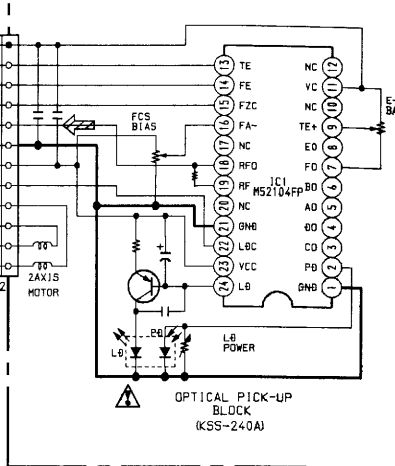 13 TE NC 12
14 FE VC 11
15 FZC NC 10
16 FA- TE+ 9
17 NC EO 8
18 RFO FO 7
19 RF BO 6
20 NC AO 5
21 GND DO 4
22 LDC CO 3
23 VCC PD 2
24 LD GND 1
IC1
M52104FP
FCS
BIAS
E-
BA
2
2AXIS
MOTOR
+
LD
PD
LD
POWER
OPTICAL PICK-UP
BLOCK
(KSS-240A)